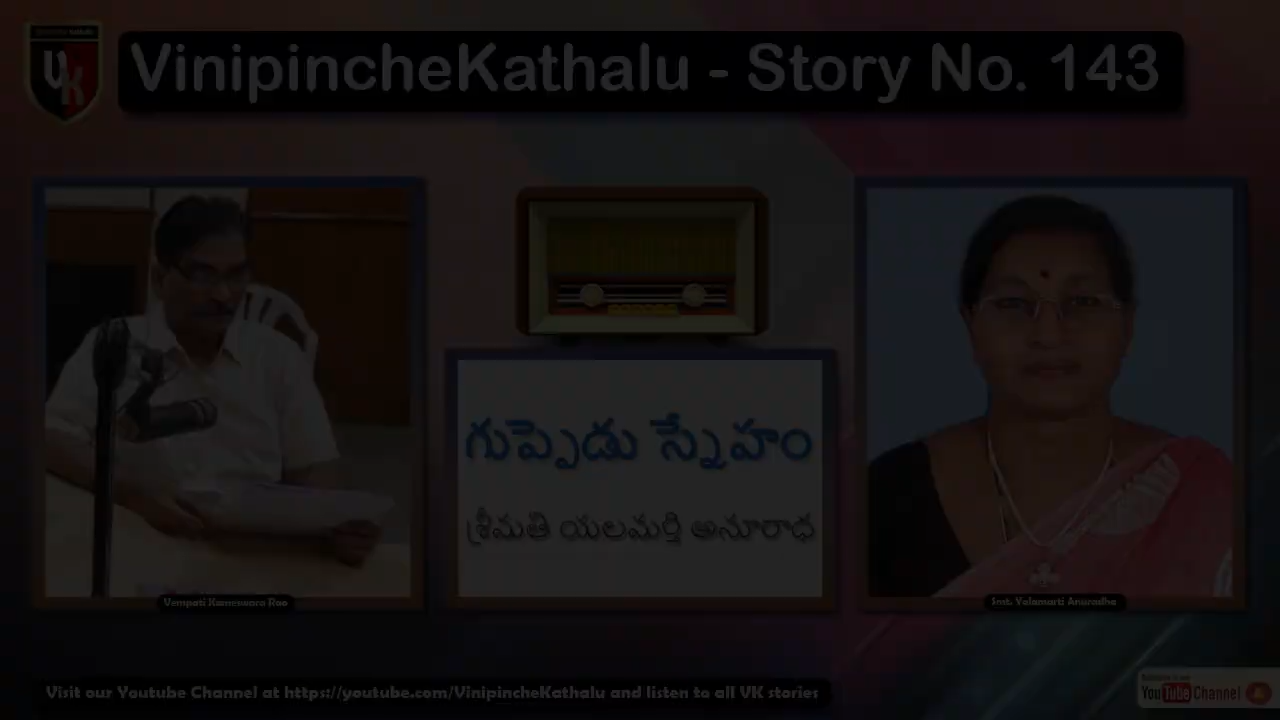 VinipincheKathalu - Story No. 143
VK
గుప్పెడు స్నేహం
శ్రీమతి యలమర్తి అనూరాధ
Vempati Kameswara Rao
Smt. Yalamarti Anuradha
Visit our Youtube Channel at https://youtube.com/VinipincheKathalu and listen to all VK stories
YouTube Channel